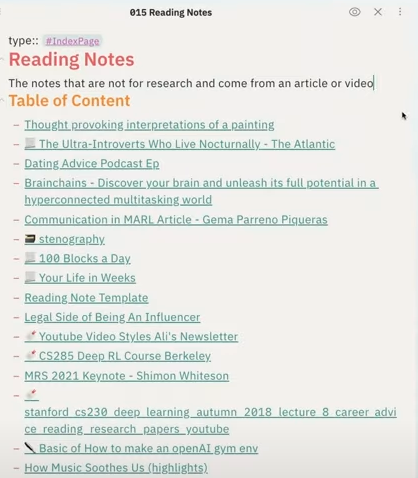 015 Reading Notes
type:: #IndexPage
Reading Notes
The notes that are not for research and come from an article or video
Table of Content
– Thought provoking interpretations of a painting
– 📃 The Ultra-Introverts Who Live Nocturnally - The Atlantic
– Dating Advice Podcast Ep
– Brainchains - Discover your brain and unleash its full potential in a
hyperconnected multitasking world
– Communication in MARL Article - Gema Parreno Piqueras
– 🗃 stenography
– 📃 100 Blocks a Day
– 📃 Your Life in Weeks
– Reading Note Template
– Legal Side of Being An Influencer
– 🚀 Youtube Video Styles Ali's Newsletter
– 🚀 CS285 Deep RL Course Berkeley
– MRS 2021 Keynote - Shimon Whiteson
– 🚀
stanford_cs230_deep_learning_autumn_2018_lecture_8_career_advi
ce_reading_research_papers_youtube
– ✒ Basic of How to make an openAI gym env
– How Music Soothes Us (highlights)